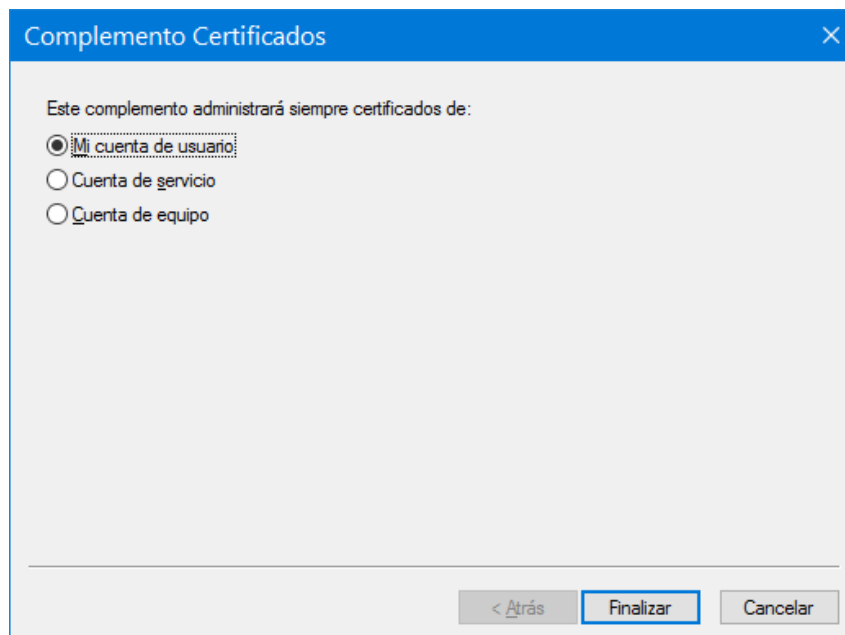 Complemento Certificados
Este complemento administrará siempre certificados de:
Mi cuenta de usuario
Cuenta de servicio
Cuenta de equipo
< Atrás Finalizar Cancelar